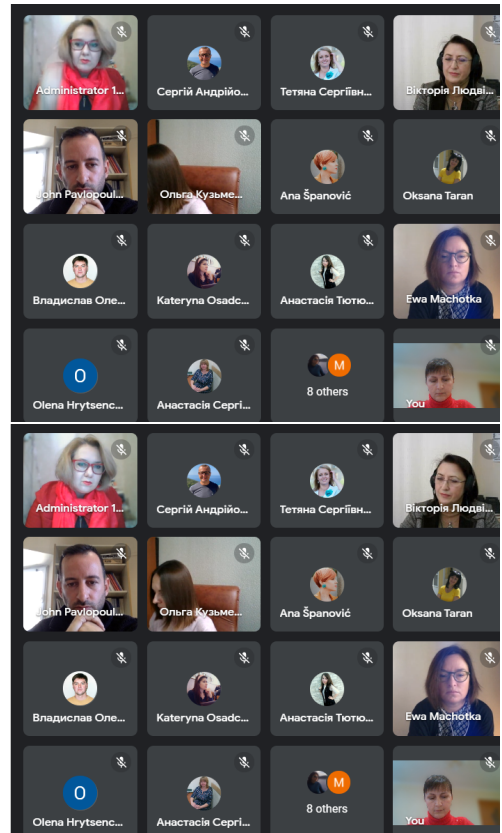 Administrator 1...
Сергій Андрійо...
Тетяна Сергіївн...
Вікторія Людві...
John Pavlopoul...
Ольга Кузьме...
Ana Španović
Oksana Taran
Владислав Оле...
Kateryna Osadc...
Анастасія Тютю...
Ewa Machotka
O
Olena Hrytsenc...
Анастасія Сергі...
M
8 others
You
Administrator 1...
Сергій Андрійо...
Тетяна Сергіївн...
Вікторія Людві...
John Pavlopoul...
Ольга Кузьме...
Ana Španović
Oksana Taran
Владислав Оле...
Kateryna Osadc...
Анастасія Тютю...
Ewa Machotka
O
Olena Hrytsenc...
Анастасія Сергі...
M
8 others
You